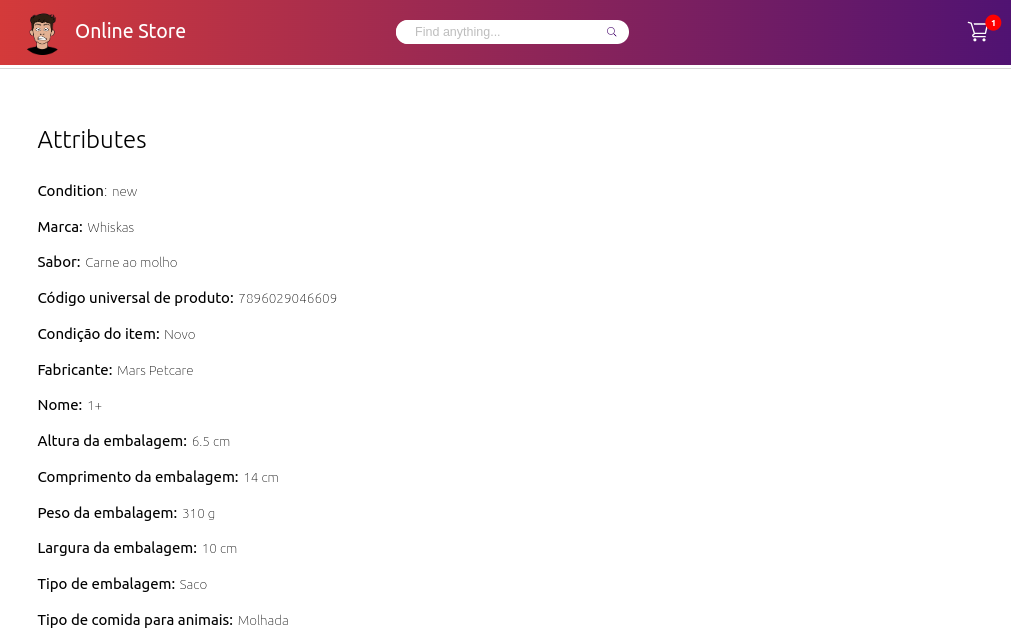 Online Store
Find anything...
1
Attributes
Condition: new
Marca: Whiskas
Sabor: Carne ao molho
Código universal de produto: 7896029046609
Condição do item: Novo
Fabricante: Mars Petcare
Nome: 1+
Altura da embalagem: 6.5 cm
Comprimento da embalagem: 14 cm
Peso da embalagem: 310 g
Largura da embalagem: 10 cm
Tipo de embalagem: Saco
Tipo de comida para animais: Molhada